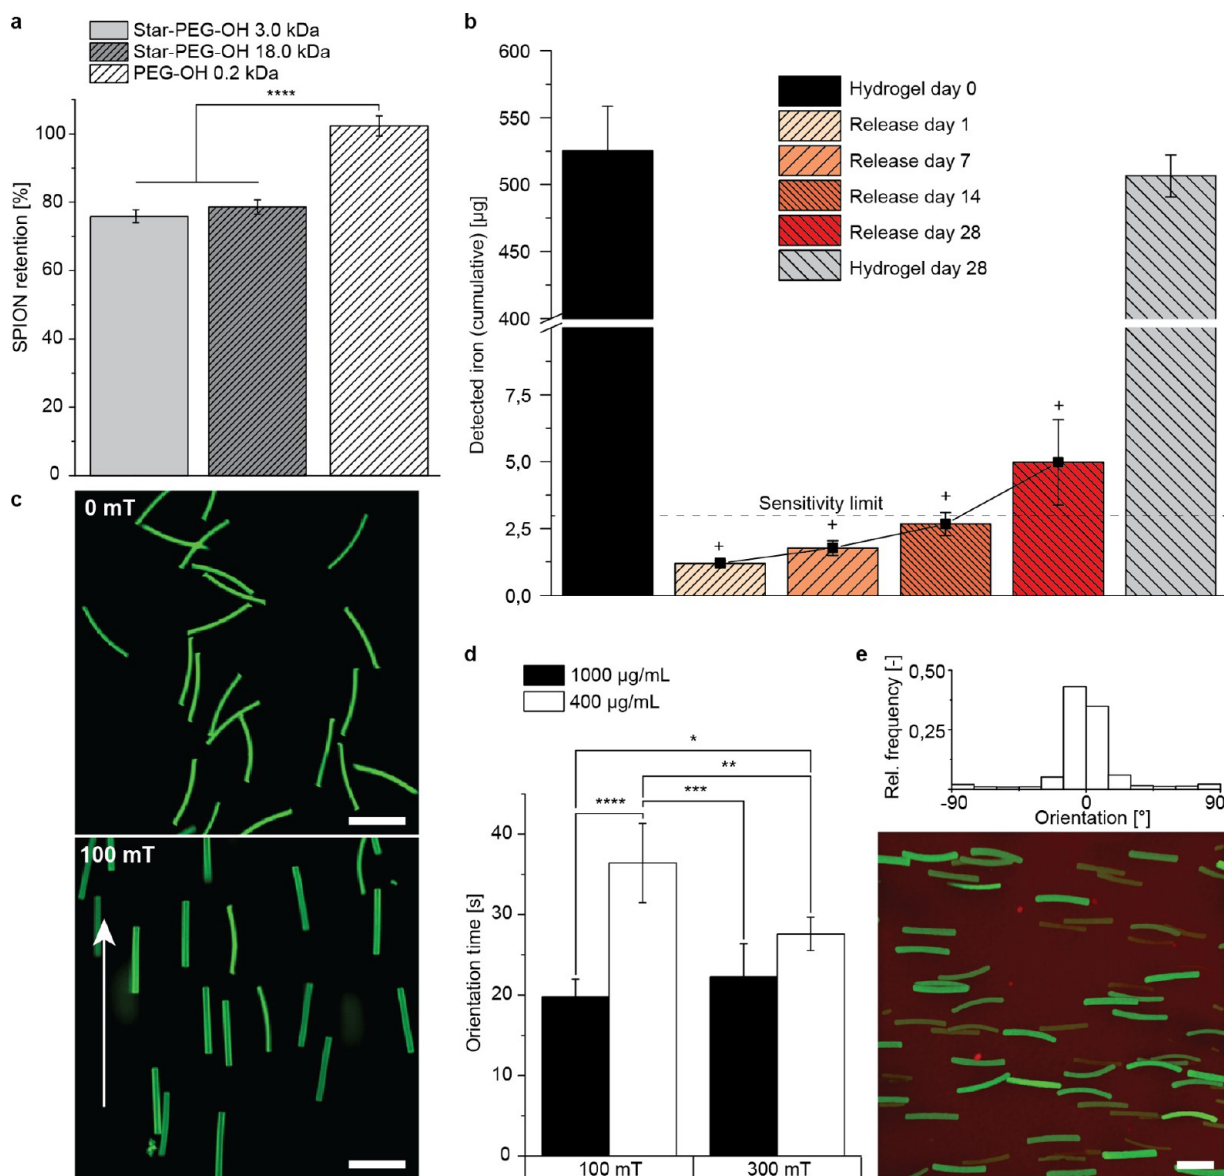 a
Star-PEG-OH 3.0 kDa
Star-PEG-OH 18.0 kDa
PEG-OH 0.2 kDa
****
SPION retention [%]
100
80
60
40
20
0
b
600
575
550
525
500
450
400
7,5
5,0
2,5
0,0
Detected iron (cumulative) [µg]
Hydrogel day 0
Release day 1
Release day 7
Release day 14
Release day 28
Hydrogel day 28
Sensitivity limit
+
+
+
+
c
0 mT
100 mT
d
1000 µg/mL
400 µg/mL
*
**
****
***
Orientation time [s]
40
30
20
10
0
100 mT
300 mT
e
Rel. frequency [-]
0,50
0,25
-90
0
90
Orientation [°]